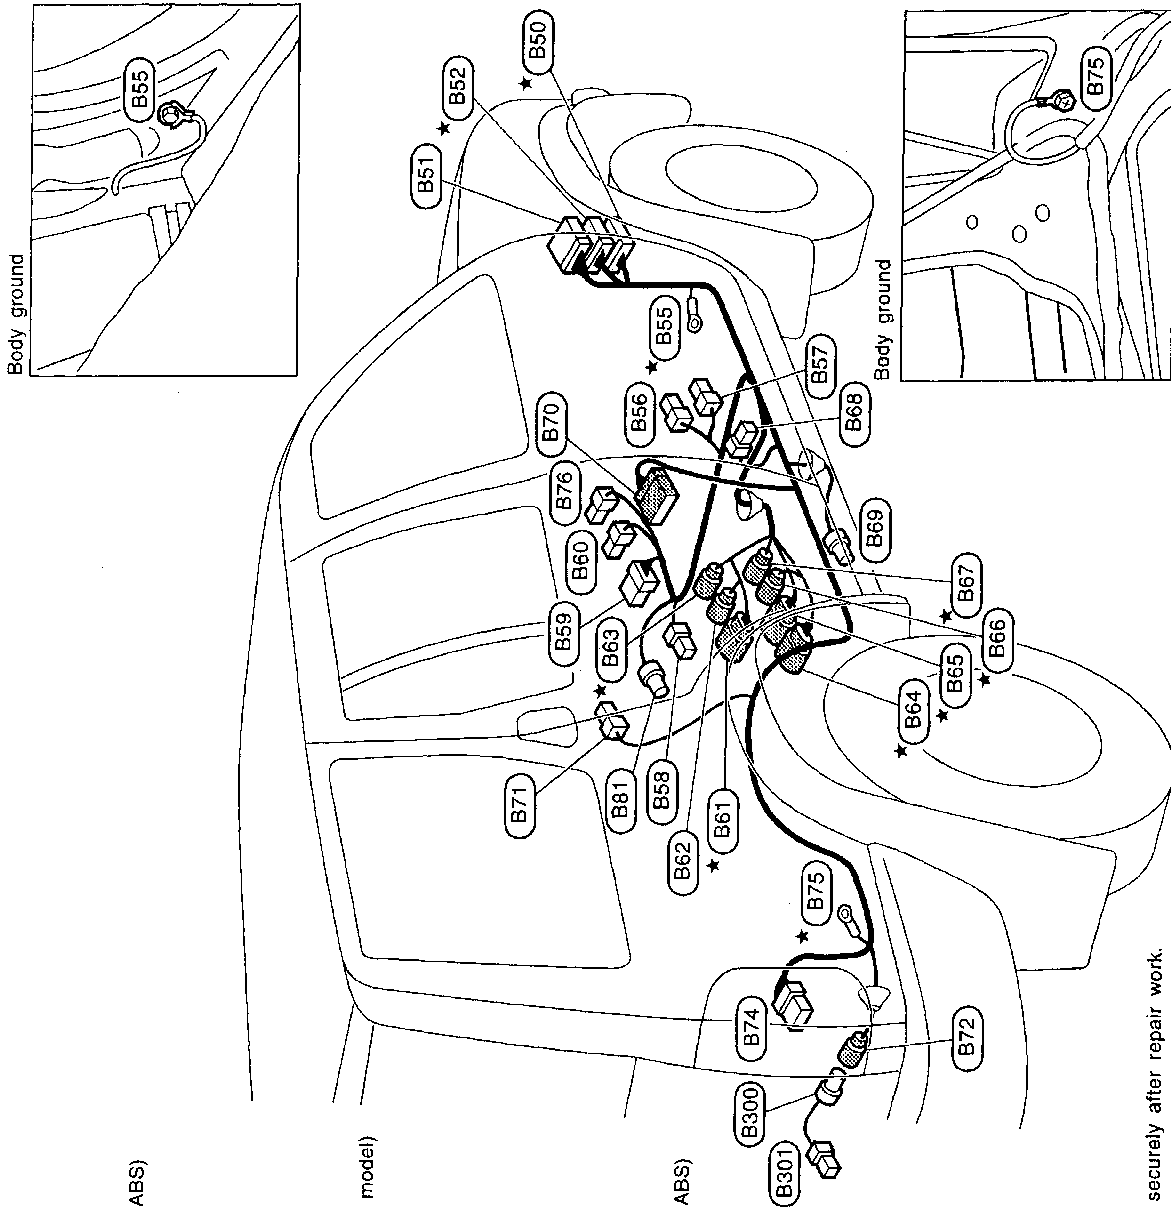 Body ground
ABS)
B55
model)
B51
★ B52
B71
★ B50
B70
B59
B76
B60
★ B63
B81
B56
B58
★ B55
ABS)
B62
★ B61
B300
B74
B301
★ B75
B57
B68
B69
Body ground
★ B64
★ B65
B72
★ B67
★ B66
B75
securely after repair work.